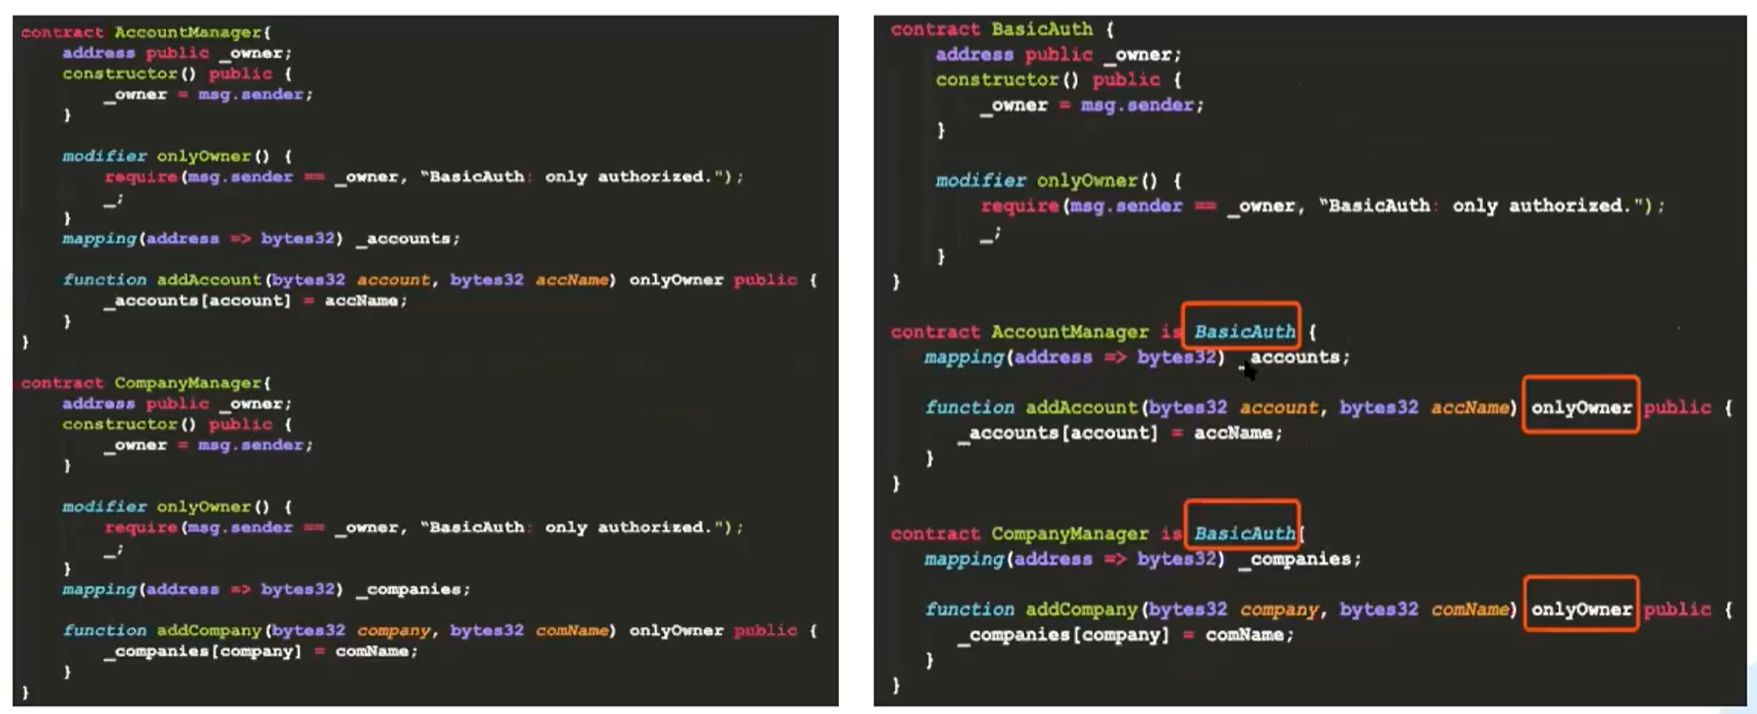 contract AccountManager{
    address public _owner;
    constructor() public {
        _owner = msg.sender;
    }

    modifier onlyOwner() {
        require(msg.sender == _owner, “BasicAuth: only authorized.");
        _;
    }
    mapping(address => bytes32) _accounts;

    function addAccount(bytes32 account, bytes32 accName) onlyOwner public {
        _accounts[account] = accName;
    }
}

contract CompanyManager{
    address public _owner;
    constructor() public {
        _owner = msg.sender;
    }

    modifier onlyOwner() {
        require(msg.sender == _owner, “BasicAuth: only authorized.");
        _;
    }
    mapping(address => bytes32) _companies;

    function addCompany(bytes32 company, bytes32 comName) onlyOwner public {
        _companies[company] = comName;
    }
}

contract BasicAuth {
    address public _owner;
    constructor() public {
        _owner = msg.sender;
    }

    modifier onlyOwner() {
        require(msg.sender == _owner, “BasicAuth: only authorized.");
        _;
    }
}

contract AccountManager is BasicAuth {
   mapping(address => bytes32) _accounts;

   function addAccount(bytes32 account, bytes32 accName) onlyOwner public {
      _accounts[account] = accName;
   }
}

contract CompanyManager is BasicAuth{
   mapping(address => bytes32) _companies;

   function addCompany(bytes32 company, bytes32 comName) onlyOwner public {
      _companies[company] = comName;
   }
}